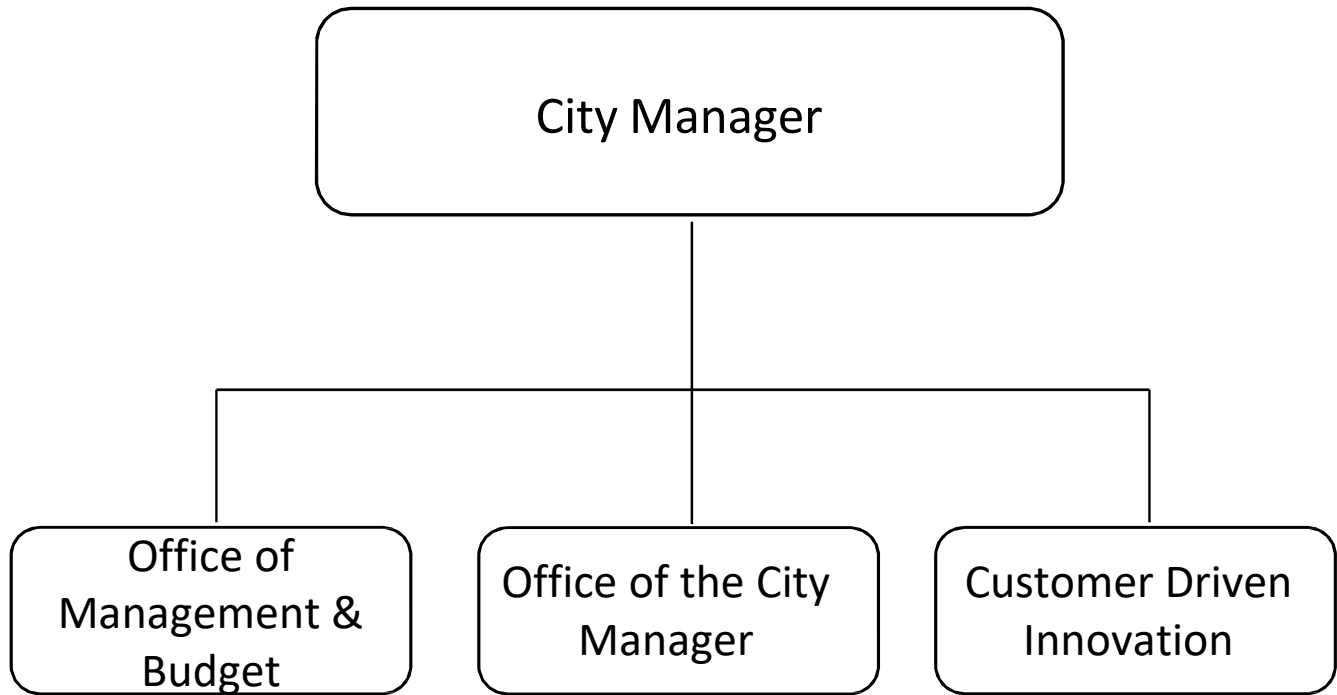 City Manager
Office of
Management &
Budget
Office of the City
Manager
Customer Driven
Innovation